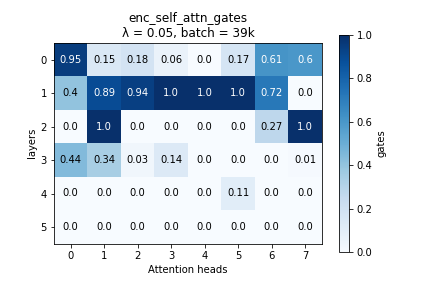 enc_self_attn_gates
λ = 0.05, batch = 39k
0 0.95 0.15 0.18 0.06 0.0 0.17 0.61 0.6
1 0.4 0.89 0.94 1.0 1.0 1.0 0.72 0.0
2 0.0 1.0 0.0 0.0 0.0 0.0 0.27 1.0
3 0.44 0.34 0.03 0.14 0.0 0.0 0.0 0.01
4 0.0 0.0 0.0 0.0 0.0 0.11 0.0 0.0
5 0.0 0.0 0.0 0.0 0.0 0.0 0.0 0.0
0 1 2 3 4 5 6 7
Attention heads
layers
1.0
0.8
0.6
0.4
0.2
0.0
gates